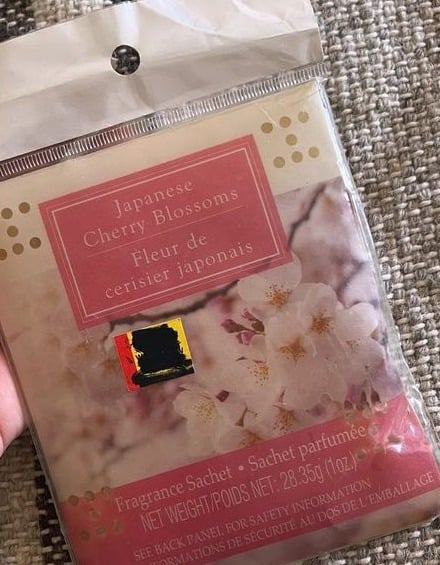 Japanese
Cherry Blossoms
Fleur de
cerisier japonais
Fragrance Sachet • Sachet parfumée
NET WEIGHT/POIDS NET: 28.35g (1oz.)
SEE BACK PANEL FOR SAFETY INFORMATION
FORMATIONS DE SÉCURITÉ AU DOS DE L'EMBALLAGE